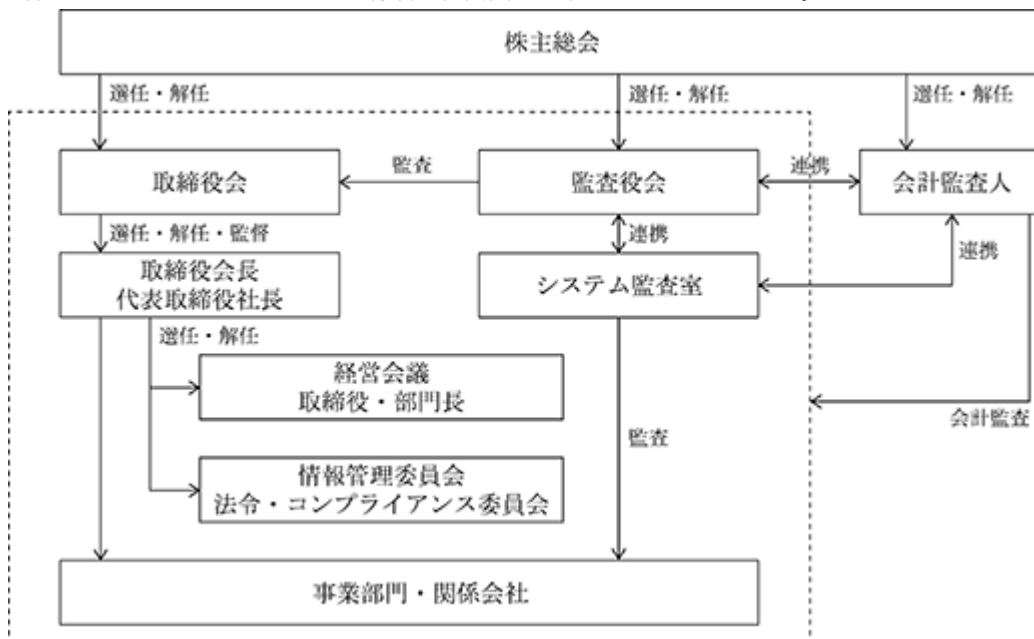 株主総会
選任・解任
選任・解任
選任・解任
取締役会
監査
監査役会
連携
会計監査人
選任・解任・監督
連携
連携
取締役会長
代表取締役社長
システム監査室
選任・解任
経営会議
取締役・部門長
会計監査
監査
情報管理委員会
法令・コンプライアンス委員会
事業部門・関係会社